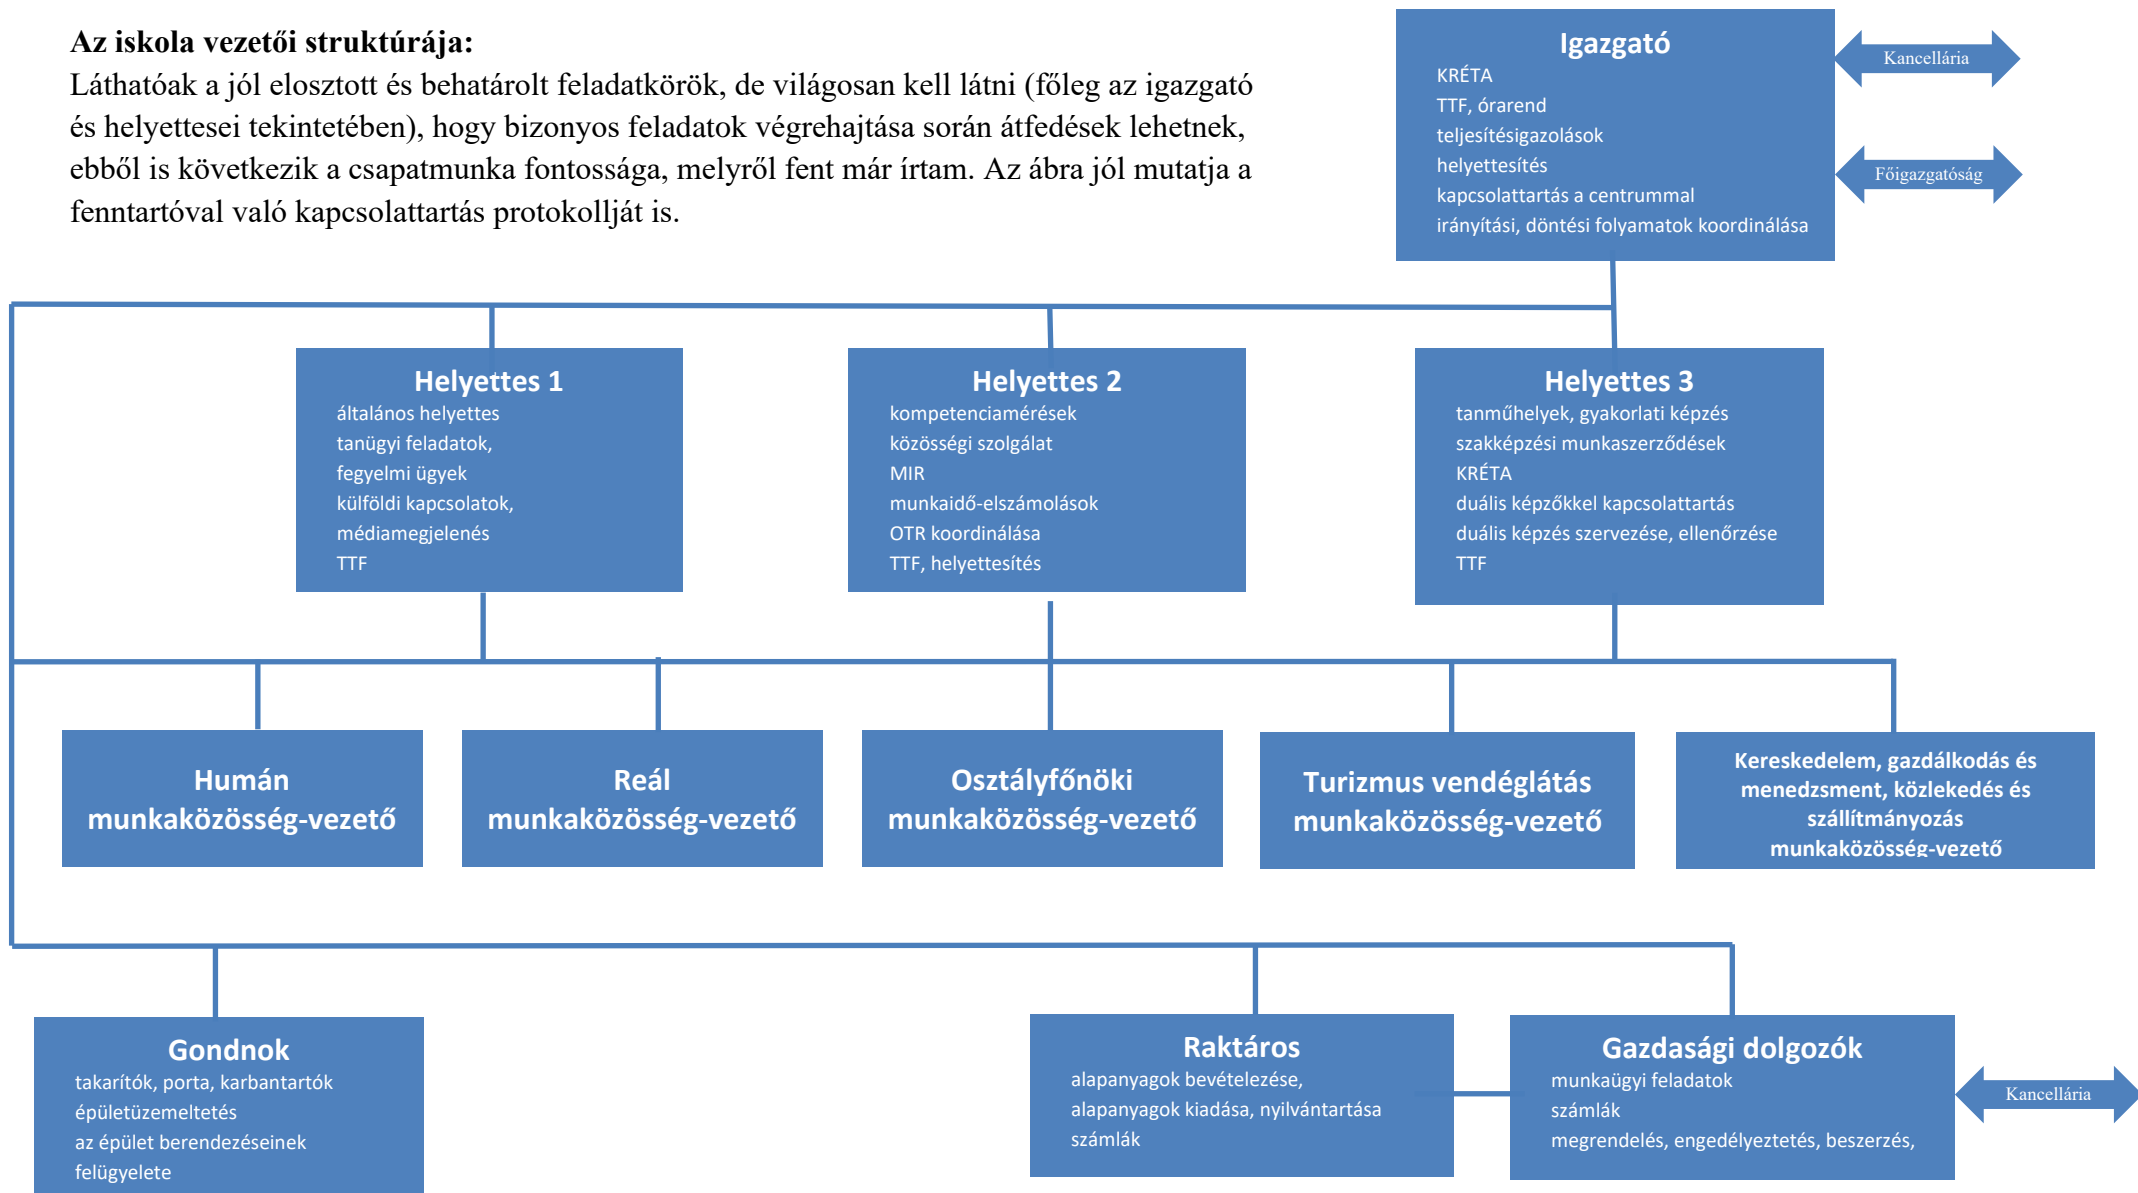 Az iskola vezetői struktúrája:
Láthatóak a jól elosztott és behatárolt feladatkörök, de világosan kell látni (főleg az igazgató
és helyettesei tekintetében), hogy bizonyos feladatok végrehajtása során átfedések lehetnek,
ebből is következik a csapatmunka fontossága, melyről fent már írtam. Az ábra jól mutatja a
fenntartóval való kapcsolattartás protokollját is.
Igazgató
KRÉTA
TTF, órarend
teljesítésigazolások
helyettesítés
kapcsolattartás a centrummal
irányítási, döntési folyamatok koordinálása
Kancellária
Főigazgatóság
Helyettes 1
általános helyettes
tanügyi feladatok,
fegyelmi ügyek
külföldi kapcsolatok,
médiamegjelenés
TTF
Helyettes 2
kompetenciamérések
közösségi szolgálat
MIR
munkaidő-elszámolások
OTR koordinálása
TTF, helyettesítés
Helyettes 3
tanműhelyek, gyakorlati képzés
szakképzési munkaszerződések
KRÉTA
duális képzőkkel kapcsolattartás
duális képzés szervezése, ellenőrzése
TTF
Humán
munkaközösség-vezető
Reál
munkaközösség-vezető
Osztályfőnöki
munkaközösség-vezető
Turizmus vendéglátás
munkaközösség-vezető
Kereskedelem, gazdálkodás és
menedzsment, közlekedés és
szállítmányozás
munkaközösség-vezető
Gondnok
takarítók, porta, karbantartók
épületüzemeltetés
az épület berendezéseinek
felügyelete
Raktáros
alapanyagok bevételezése,
alapanyagok kiadása, nyilvántartása
számlák
Gazdasági dolgozók
munkaügyi feladatok
számlák
megrendelés, engedélyeztetés, beszerzés,
Kancellária